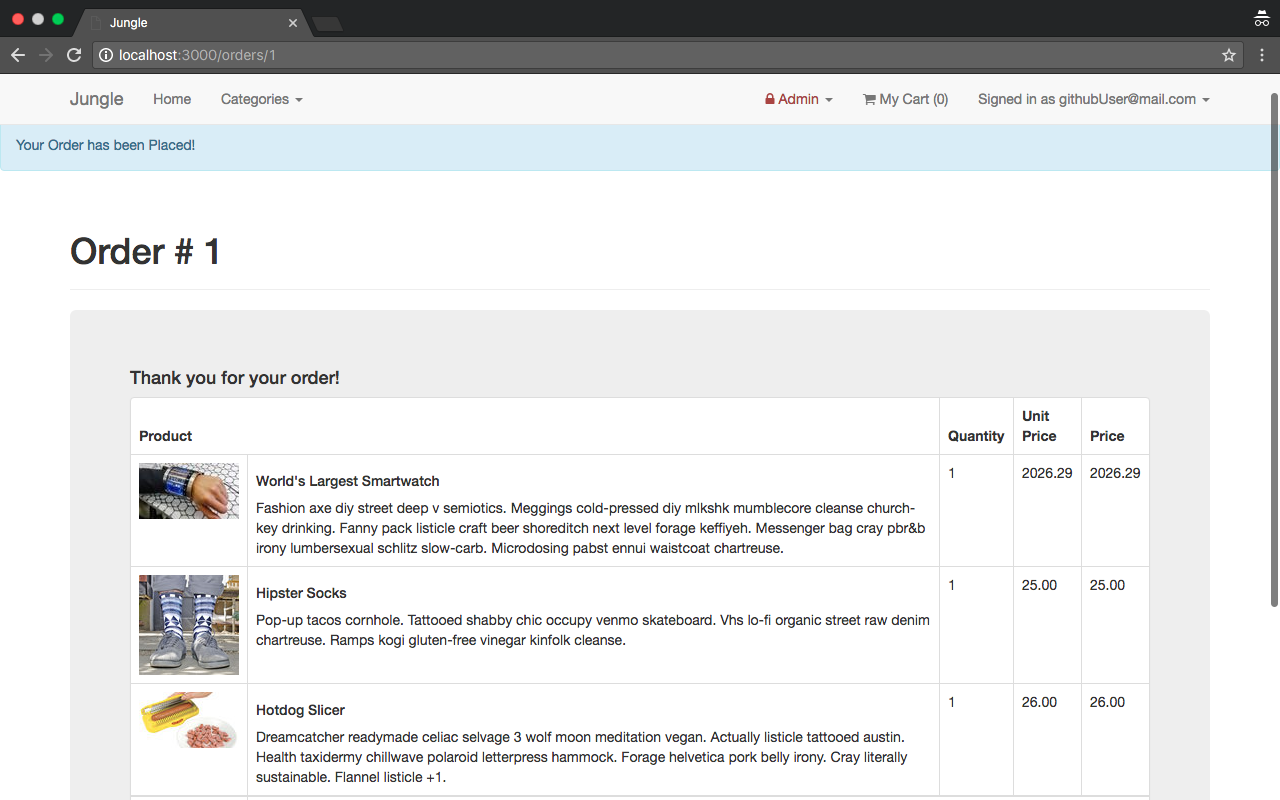 Jungle
localhost:3000/orders/1
Jungle Home Categories Admin My Cart (0) Signed in as githubUser@mail.com
Your Order has been Placed!
Order # 1
Thank you for your order!
Product Quantity Unit Price Price
World's Largest Smartwatch 1 2026.29 2026.29
Fashion axe diy street deep v semiotics. Meggings cold-pressed diy mlkshk mumblecore cleanse church-
key drinking. Fanny pack listicle craft beer shoreditch next level forage keffiyeh. Messenger bag cray pbr&b
irony lumbersexual schlitz slow-carb. Microdosing pabst ennui waistcoat chartreuse.
Hipster Socks 1 25.00 25.00
Pop-up tacos cornhole. Tattooed shabby chic occupy venmo skateboard. Vhs lo-fi organic street raw denim
chartreuse. Ramps kogi gluten-free vinegar kinfolk cleanse.
Hotdog Slicer 1 26.00 26.00
Dreamcatcher readymade celiac selvage 3 wolf moon meditation vegan. Actually listicle tattooed austin.
Health taxidermy chillwave polaroid letterpress hammock. Forage helvetica pork belly irony. Cray literally
sustainable. Flannel listicle +1.